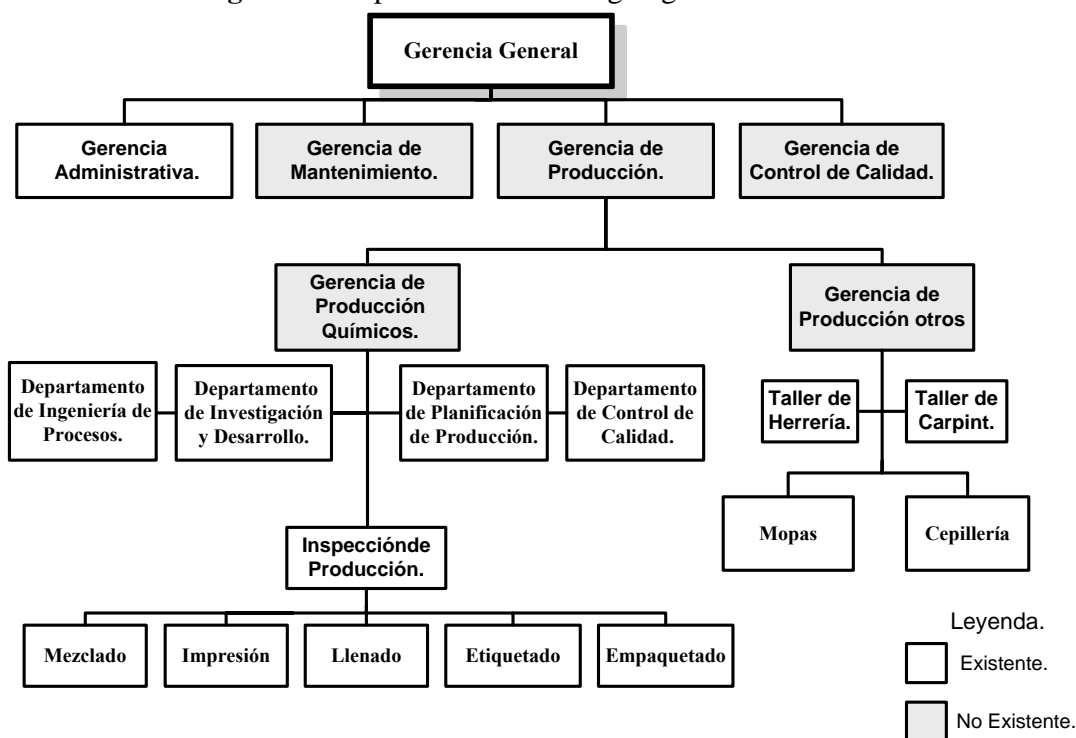 Gerencia General
Gerencia
Administrativa.
Gerencia de
Mantenimiento.
Gerencia de
Producción.
Gerencia de
Control de Calidad.
Gerencia de
Producción
Químicos.
Gerencia de
Producción otros
Departamento
de Ingeniería de
Procesos.
Departamento
de Investigación
y Desarrollo.
Departamento
de Planificación
de Producción.
Departamento
de Control de
Calidad.
Taller de
Herrería.
Taller de
Carpint.
Mopas
Cepillería
Inspecciónde
Producción.
Mezclado
Impresión
Llenado
Etiquetado
Empaquetado
Leyenda.
Existente.
No Existente.